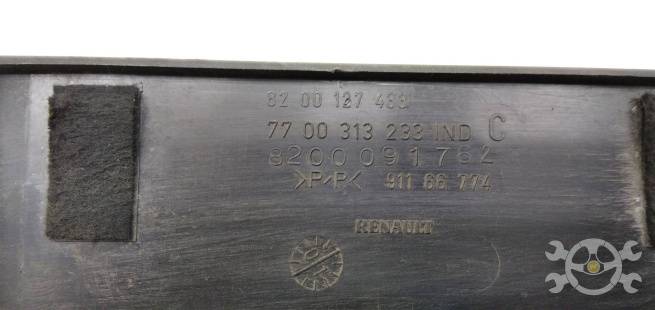 82 00 127 488
77 00 313 233 IND C
8200091762
>P/P<
911 66 774
RENAULT